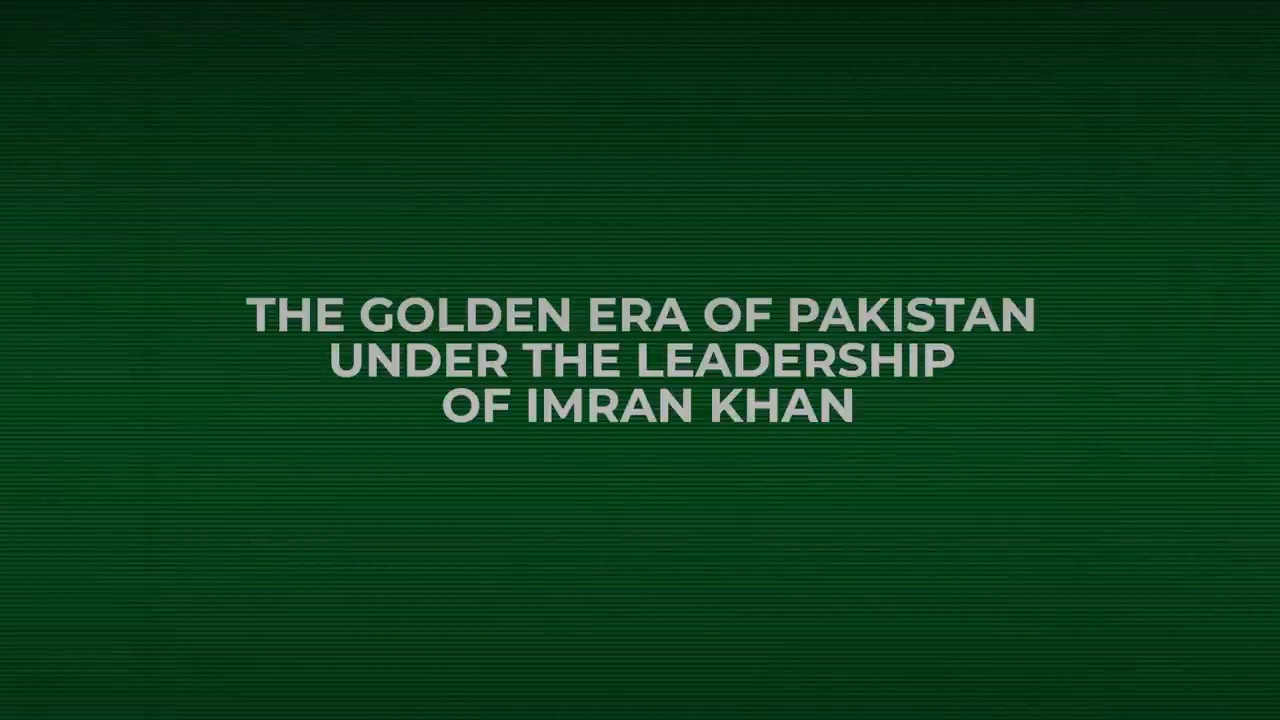 THE GOLDEN ERA OF PAKISTAN
UNDER THE LEADERSHIP
OF IMRAN KHAN